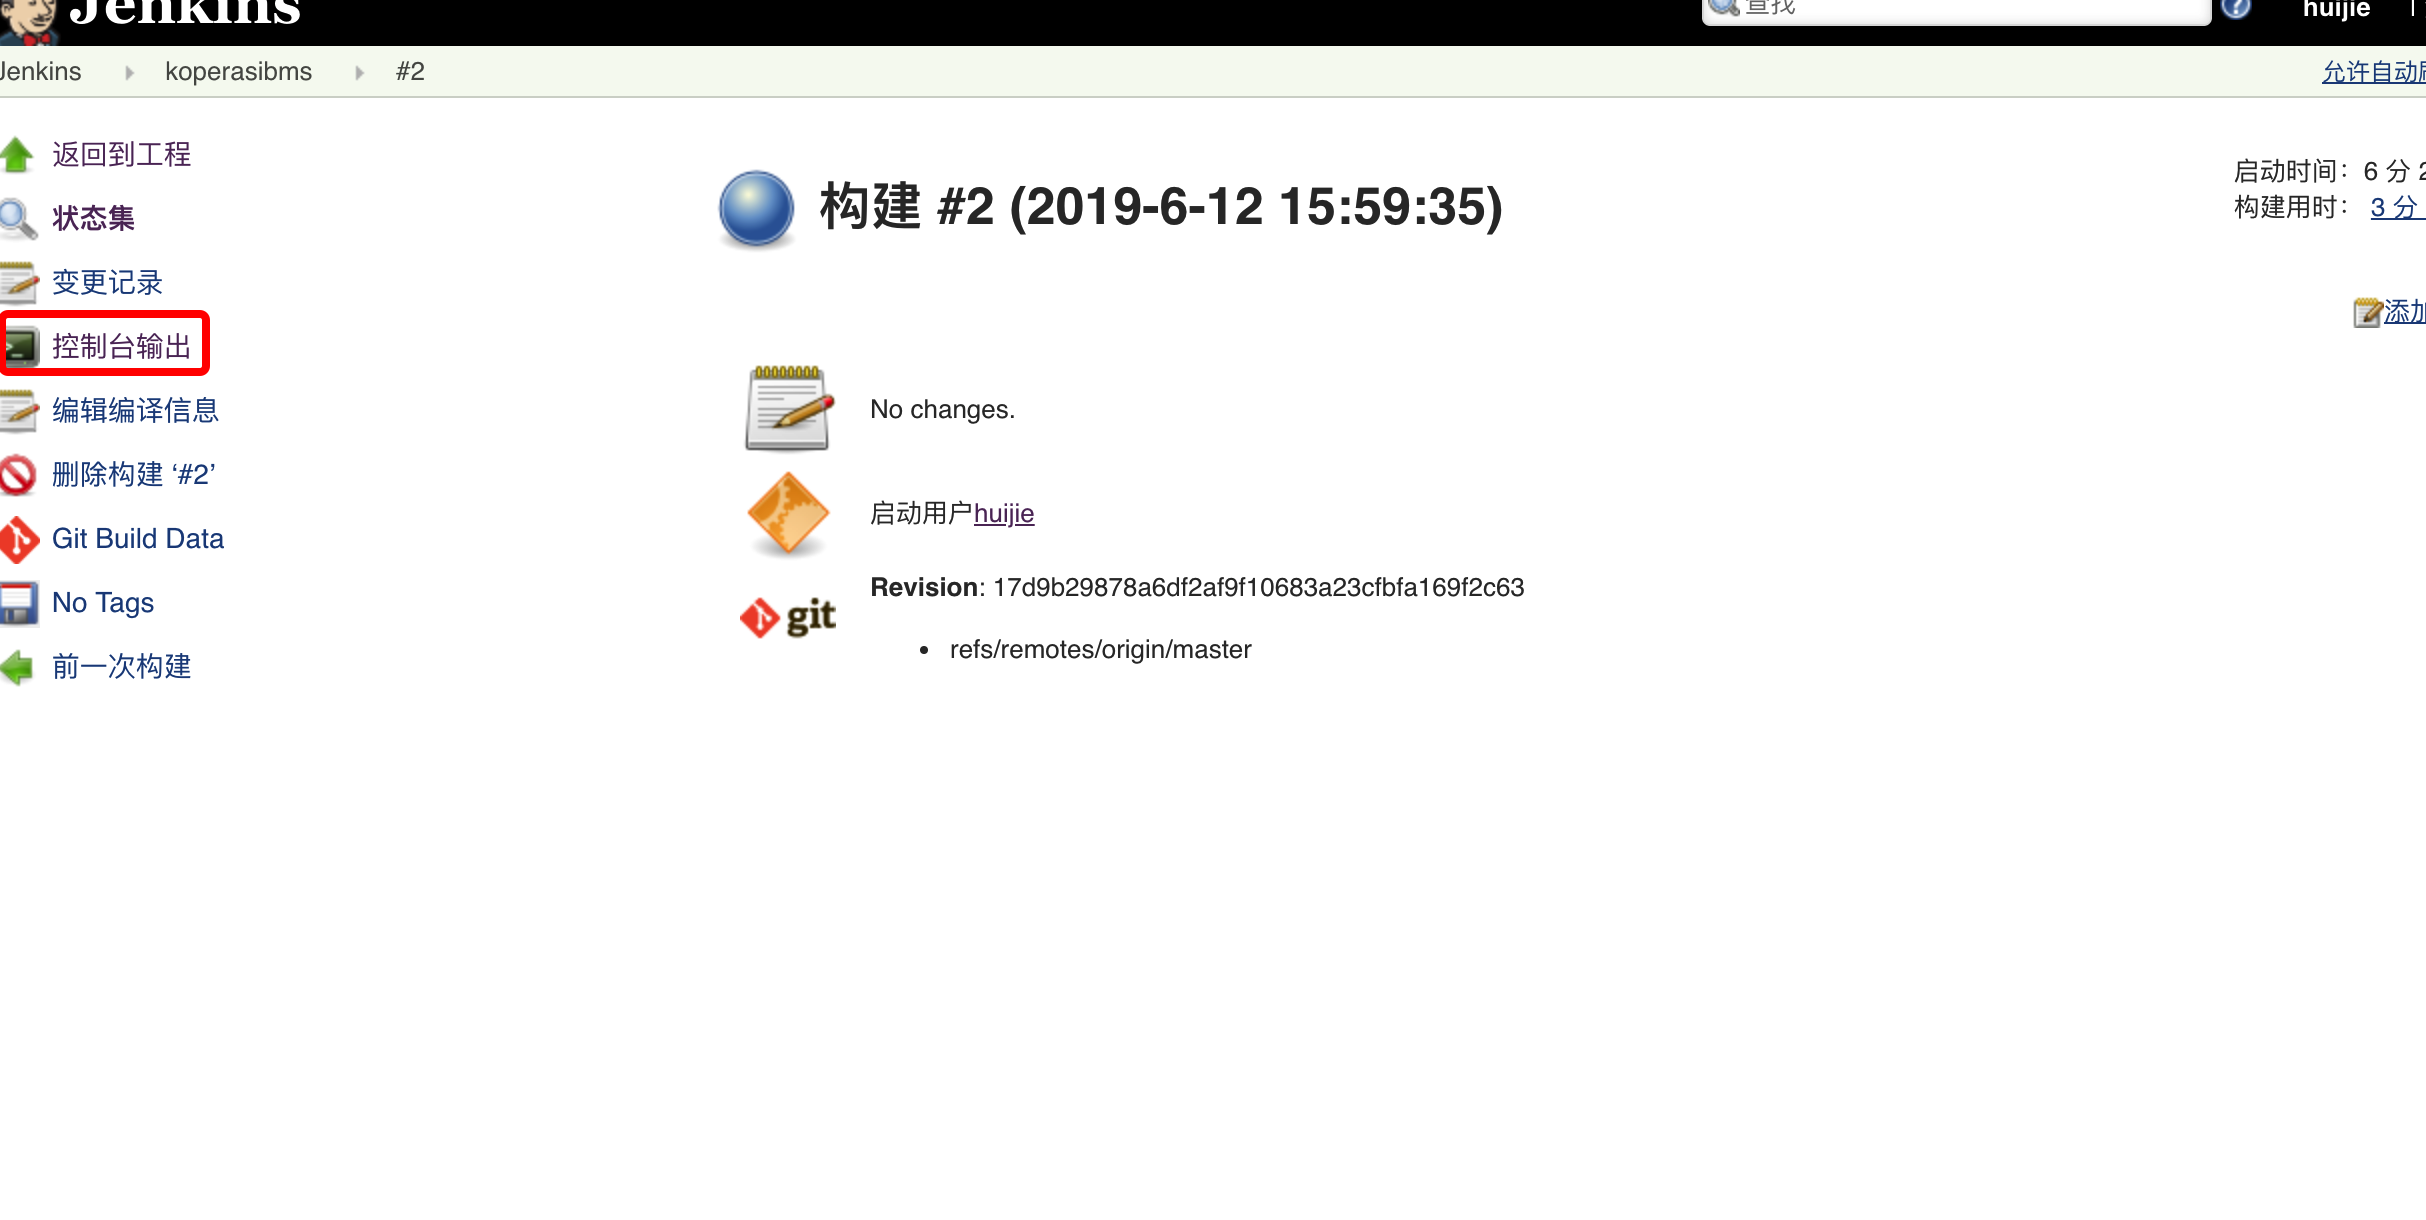 Jenkins
查找
huijie
Jenkins
koperasibms
#2
允许自动
返回到工程
状态集
变更记录
控制台输出
编辑编译信息
删除构建 ‘#2’
Git Build Data
No Tags
前一次构建
构建 #2 (2019-6-12 15:59:35)
启动时间: 6 分
构建用时: 3 分
添加
No changes.
启动用户huijie
git
Revision: 17d9b29878a6df2af9f10683a23cfbfa169f2c63
• refs/remotes/origin/master